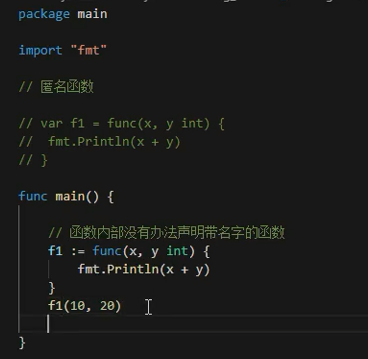 package main
import "fmt"
// 匿名函数
// var f1 = func(x, y int) {
//  fmt.Println(x + y)
// }
func main() {
// 函数内部没有办法声明带名字的函数
f1 := func(x, y int) {
fmt.Println(x + y)
}
f1(10, 20)
}